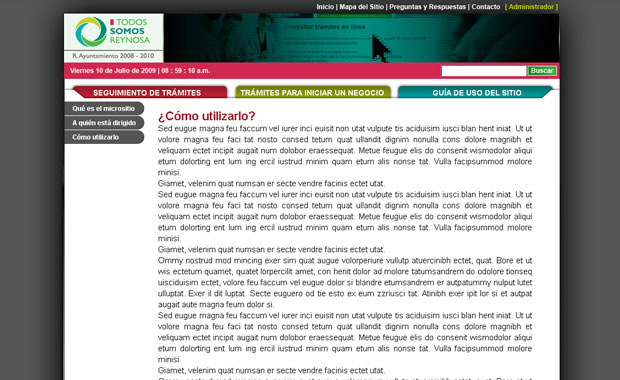 Inicio | Mapa del Sitio | Preguntas y Respuestas | Contacto [ Administrador ]
TODOS
SOMOS
REYNOSA
R. Ayuntamiento 2008 - 2010
Consultar trámites en línea
Viernes 10 de Julio de 2009 | 08 : 59 : 10 a.m.
Buscar
SEGUIMIENTO DE TRÁMITES
TRÁMITES PARA INICIAR UN NEGOCIO
GUÍA DE USO DEL SITIO
Qué es el micrositio
A quién está dirigido
Cómo utilizarlo
¿Cómo utilizarlo?
Sed eugue magna feu faccum vel iurer inci euisit non utat vulpute tis aciduisim iusci blan hent iniat. Ut ut
volore magna feu faci tat nosto consed tetum quat ullandit dignim nonulla cons dolore magnibh et
veliquam ectet incipit augait num dolobor eraessequat. Metue feugue elis do consenit wismodolor aliqui
etum dolorting ent lum ing ercil iustrud minim quam etum alis nonse tat. Vulla facipsummod molore
minisi.
Giamet, velenim quat numsan er secte vendre facinis ectet utat.
Sed eugue magna feu faccum vel iurer inci euisit non utat vulpute tis aciduisim iusci blan hent iniat. Ut ut
volore magna feu faci tat nosto consed tetum quat ullandit dignim nonulla cons dolore magnibh et
veliquam ectet incipit augait num dolobor eraessequat. Metue feugue elis do consenit wismodolor aliqui
etum dolorting ent lum ing ercil iustrud minim quam etum alis nonse tat. Vulla facipsummod molore
minisi.
Giamet, velenim quat numsan er secte vendre facinis ectet utat.
Ommy nostrud mod mincing exer sim quat augue volorperiure vullutp atuercinibh ectet, quat. Bore et ut
wis ectetum quamet, quatet lorpercilit amet, con henit dolor ad molore tatumsandrem do odolore tionseq
uisciduisim ectet, volore feu faccum vel eugue dolor si blandre etumsandrem er autpatummy nulput lutet
ulluptat. Exer il dit luptat. Secte euguero od tie esto ex eum zzriusci tat. Atinibh exer ipit lor si et autpat
augait aute magna feum dolor si.
Sed eugue magna feu faccum vel iurer inci euisit non utat vulpute tis aciduisim iusci blan hent iniat. Ut ut
volore magna feu faci tat nosto consed tetum quat ullandit dignim nonulla cons dolore magnibh et
veliquam ectet incipit augait num dolobor eraessequat. Metue feugue elis do consenit wismodolor aliqui
etum dolorting ent lum ing ercil iustrud minim quam etum alis nonse tat. Vulla facipsummod molore
minisi.
Giamet, velenim quat numsan er secte vendre facinis ectet utat.